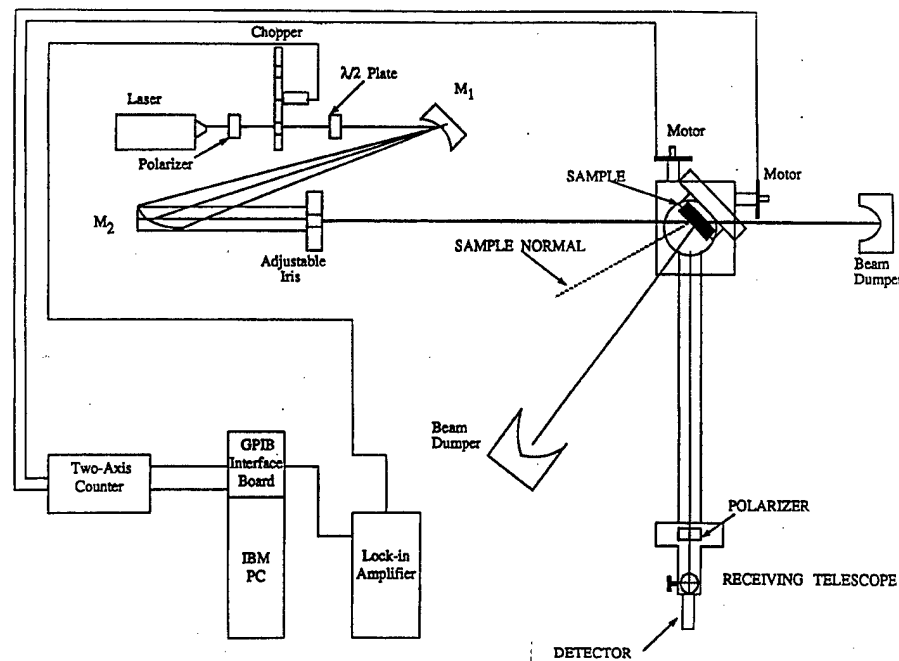 Chopper
λ/2 Plate
M1
Laser
Polarizer
Motor
Motor
SAMPLE
M2
Adjustable
Iris
SAMPLE NORMAL
Beam
Dumper
Beam
Dumper
GPIB
Interface
Board
Two-Axis
Counter
POLARIZER
IBM
PC
Lock-in
Amplifier
RECEIVING TELESCOPE
DETECTOR